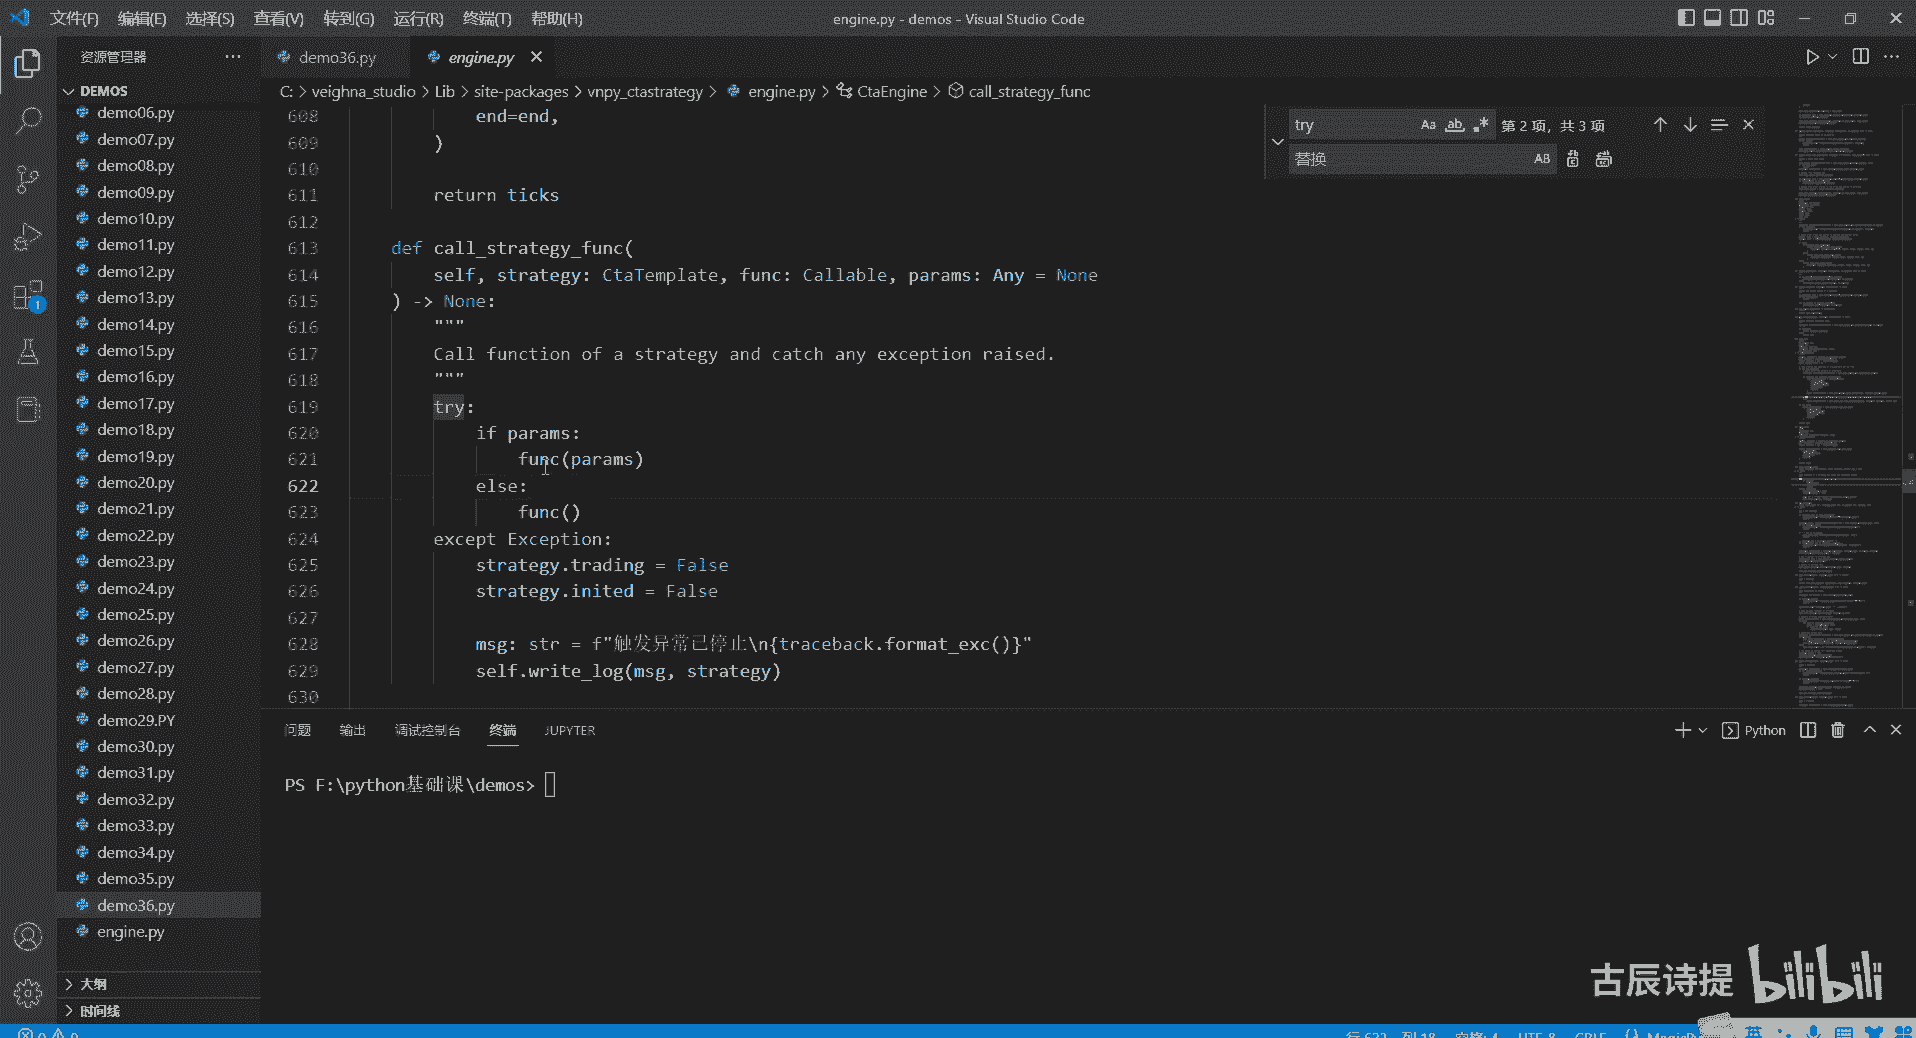 文件(F) 编辑(E) 选择(S) 查看(V) 转到(G) 运行(R) 终端(T) 帮助(H) engine.py - demos - Visual Studio Code
资源管理器 ···
demo36.py engine.py
DEMOS
C: > veighna_studio > Lib > site-packages > vnpy_ctastrategy > engine.py > CtaEngine > call_strategy_func
demo06.py
demo07.py
demo08.py
demo09.py
demo10.py
demo11.py
demo12.py
demo13.py
demo14.py
demo15.py
demo16.py
demo17.py
demo18.py
demo19.py
demo20.py
demo21.py
demo22.py
demo23.py
demo24.py
demo25.py
demo26.py
demo27.py
demo28.py
demo29.PY
demo30.py
demo31.py
demo32.py
demo33.py
demo34.py
demo35.py
demo36.py
engine.py
大纲
时间线
608 end=end,
609 )
610
611 return ticks
612
613 def call_strategy_func(
614 self, strategy: CtaTemplate, func: Callable, params: Any = None
615 ) -> None:
616 """
617 Call function of a strategy and catch any exception raised.
618 """
619 try:
620 if params:
621 func(params)
622 else:
623 func()
624 except Exception:
625 strategy.trading = False
626 strategy.inited = False
627
628 msg: str = f"触发异常已停止\n{traceback.format_exc()}"
629 self.write_log(msg, strategy)
630
try Aa ab .* 第 2 项，共 3 项
替换 AB
问题 输出 调试控制台 终端 JUPYTER
Python
PS F:\python基础课\demos>
1
古辰诗提 bilibili
英